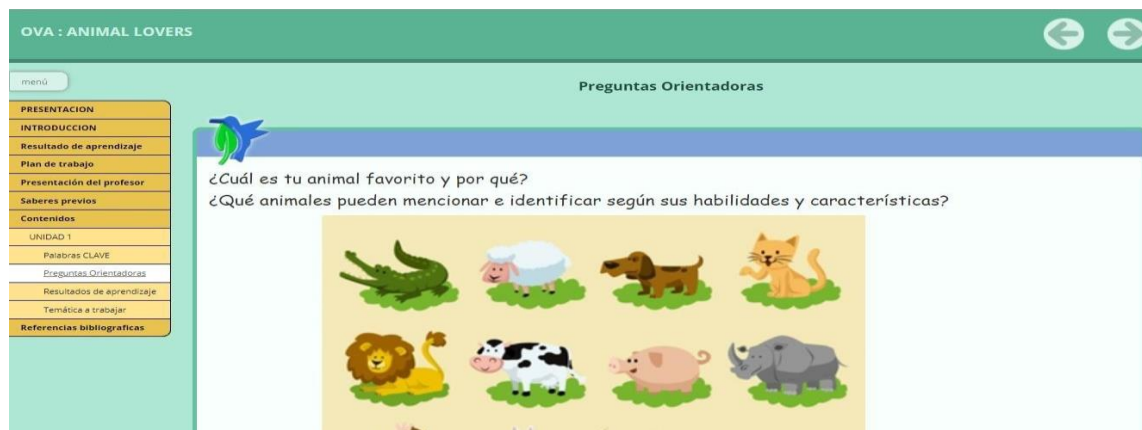 OVA : ANIMAL LOVERS
menú
PRESENTACION
INTRODUCCION
Resultado de aprendizaje
Plan de trabajo
Presentación del profesor
Saberes previos
Contenidos
UNIDAD 1
Palabras CLAVE
Preguntas Orientadoras
Resultados de aprendizaje
Temática a trabajar
Referencias bibliograficas
Preguntas Orientadoras
¿Cuál es tu animal favorito y por qué?
¿Qué animales pueden mencionar e identificar según sus habilidades y características?